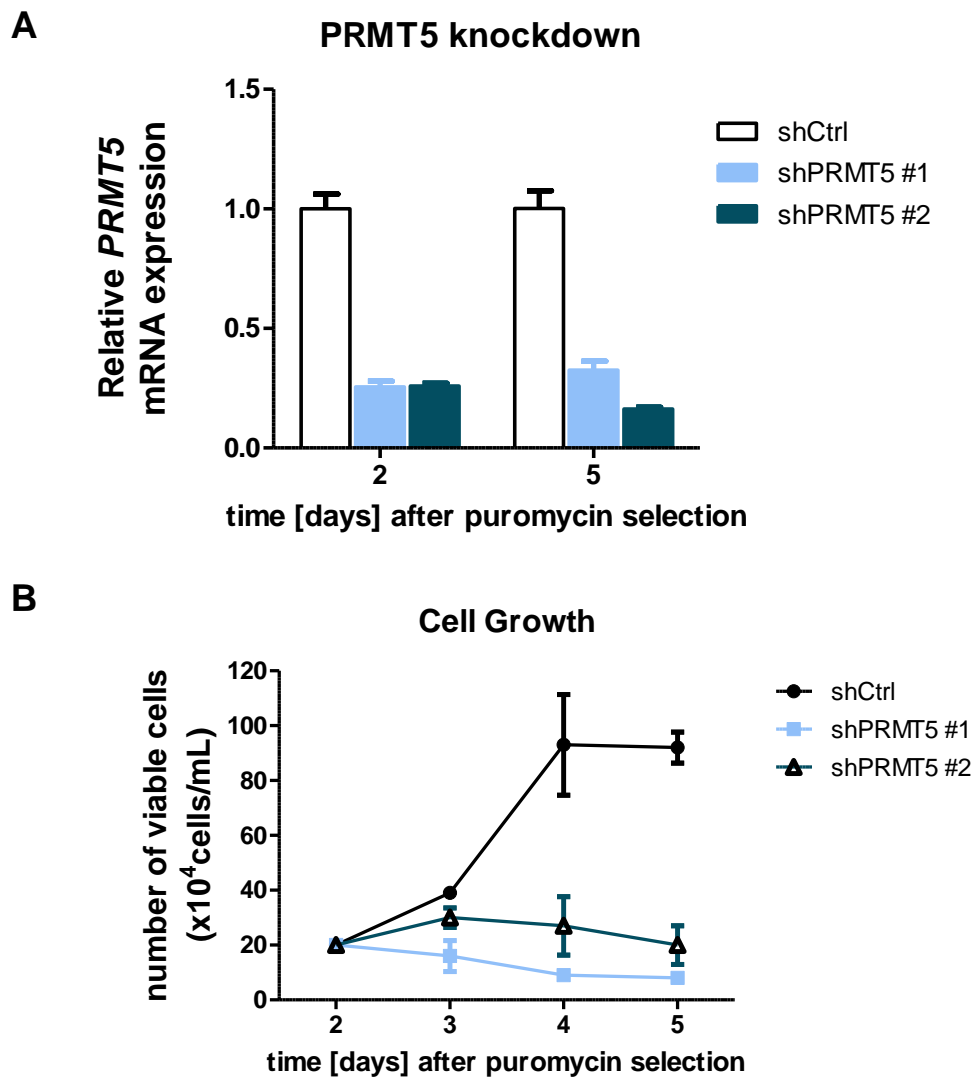 A
PRMT5 knockdown
Relative PRMT5
mRNA expression
1.5
1.0
0.5
0.0
2
5
time [days] after puromycin selection
shCtrl
shPRMT5 #1
shPRMT5 #2
B
Cell Growth
number of viable cells
(x10⁴cells/mL)
120
100
80
60
40
20
0
2
3
4
5
time [days] after puromycin selection
shCtrl
shPRMT5 #1
shPRMT5 #2